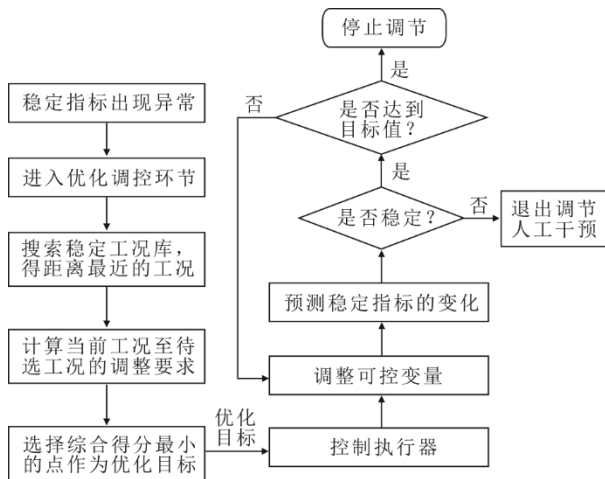 稳定指标出现异常
进入优化调控环节
搜索稳定工况库，
得距离最近的工况
计算当前工况至待
选工况的调整要求
选择综合得分最小
的点作为优化目标
优化
目标
控制执行器
调整可控变量
预测稳定指标的变化
是否稳定？
否
退出调节
人工干预
是
是否达到
目标值？
否
是
停止调节